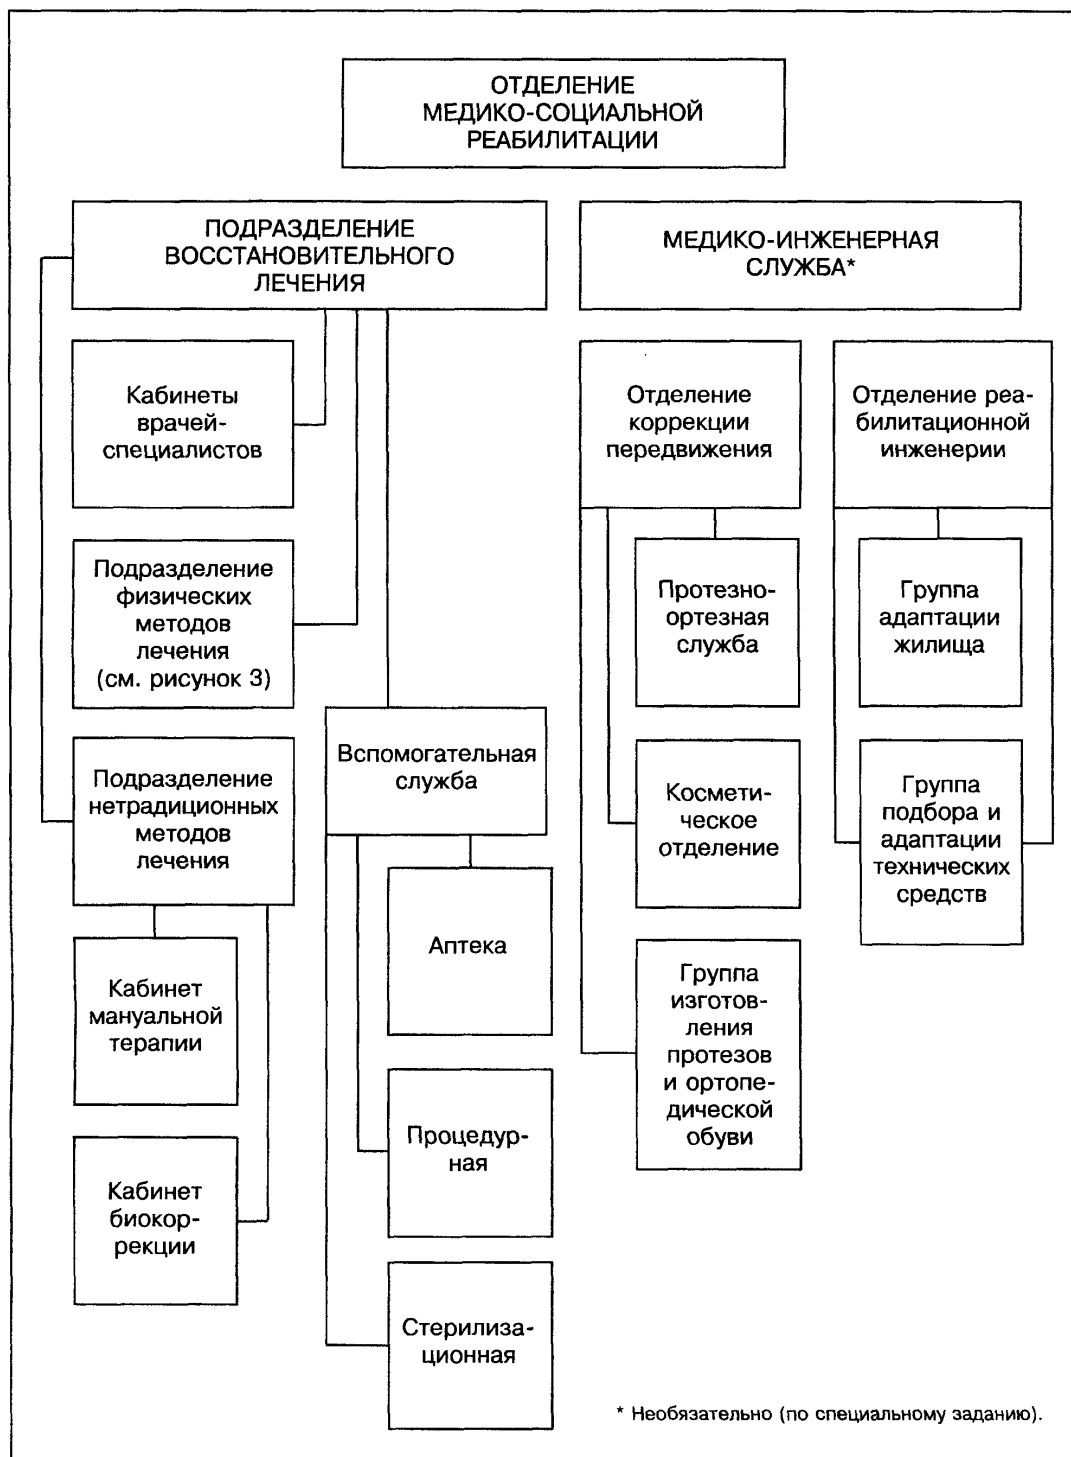 ОТДЕЛЕНИЕ
МЕДИКО-СОЦИАЛЬНОЙ
РЕАБИЛИТАЦИИ
ПОДРАЗДЕЛЕНИЕ
ВОССТАНОВИТЕЛЬНОГО
ЛЕЧЕНИЯ
МЕДИКО-ИНЖЕНЕРНАЯ
СЛУЖБА*
Кабинеты
врачей-
специалистов
Отделение
коррекции
передвижения
Отделение реа-
билитационной
инженерии
Подразделение
физических
методов
лечения
(см. рисунок 3)
Протезно-
ортезная
служба
Группа
адаптации
жилища
Вспомогательная
служба
Подразделение
нетрадиционных
методов
лечения
Космети-
ческое
отделение
Группа
подбора и
адаптации
технических
средств
Аптека
Кабинет
мануальной
терапии
Группа
изготов-
ления
протезов
и ортопе-
дической
обуви
Процедур-
ная
Кабинет
биокор-
рекции
Стерилиза-
ционная
* Необязательно (по специальному заданию).